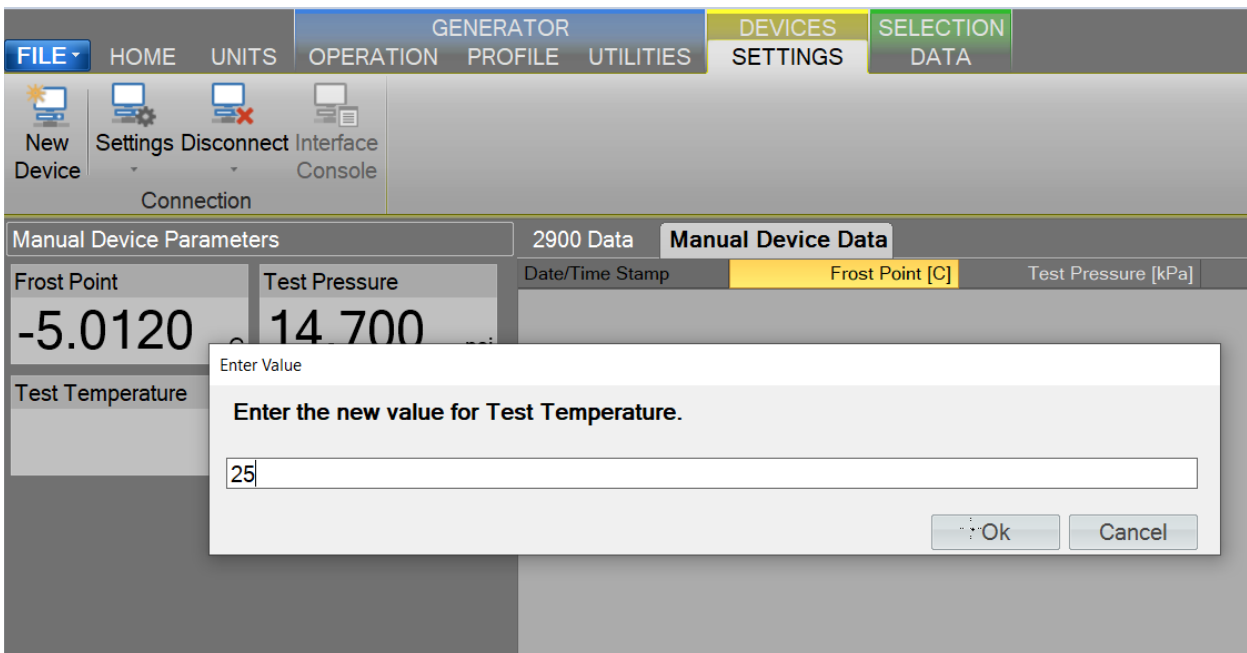 GENERATOR DEVICES SELECTION
FILE HOME UNITS OPERATION PROFILE UTILITIES SETTINGS DATA
New Device
Settings
Disconnect
Interface Console
Connection
Manual Device Parameters
2900 Data Manual Device Data
Date/Time Stamp Frost Point [C] Test Pressure [kPa]
Frost Point
-5.0120
Test Pressure
14.700
Test Temperature
Enter Value
Enter the new value for Test Temperature.
25
Ok Cancel